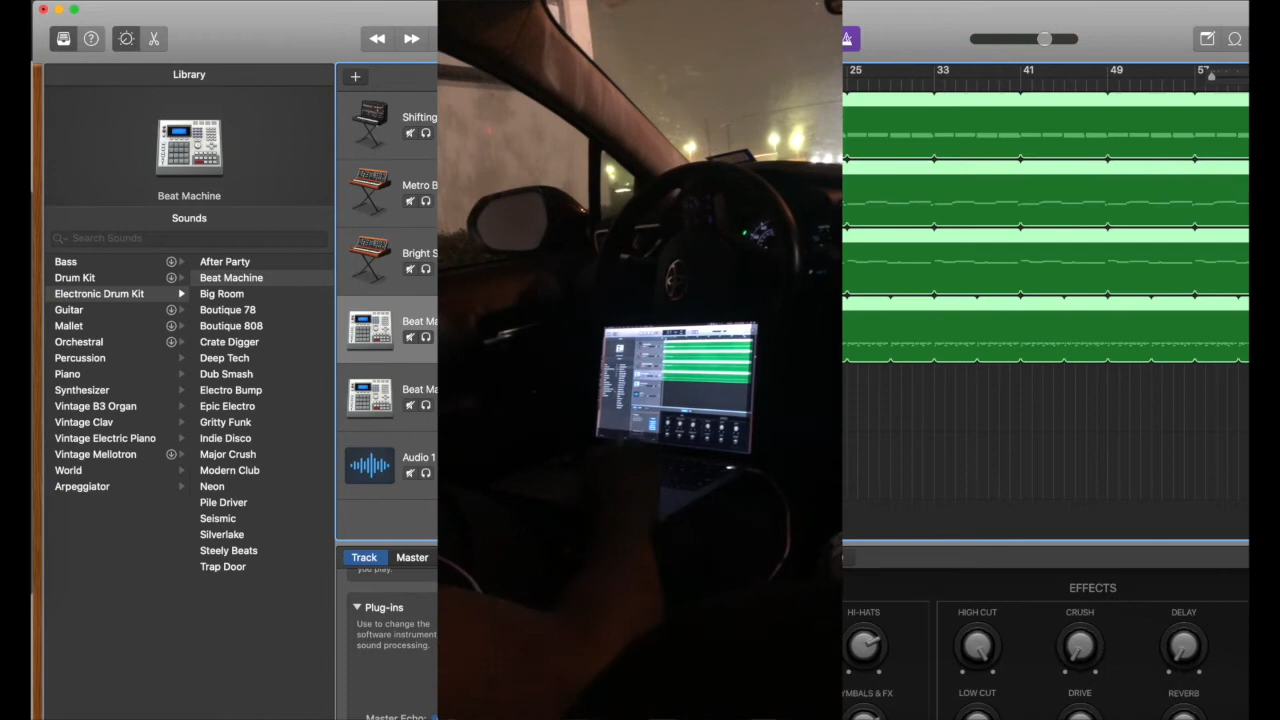 25
33
41
49
57
Library
Beat Machine
Sounds
Search Sounds
Bass
Drum Kit
Electronic Drum Kit
Guitar
Mallet
Orchestral
Percussion
Piano
Synthesizer
Vintage B3 Organ
Vintage Clav
Vintage Electric Piano
Vintage Mellotron
World
Arpeggiator
After Party
Beat Machine
Big Room
Boutique 78
Boutique 808
Crate Digger
Deep Tech
Dub Smash
Electro Bump
Epic Electro
Gritty Funk
Indie Disco
Major Crush
Modern Club
Neon
Pile Driver
Seismic
Silverlake
Steely Beats
Trap Door
Shifting
Metro B
Bright S
Beat Ma
Beat Ma
Audio 1
Track Master
you play.
Plug-ins
Use to change the
software instrument
sound processing.
Master Echo:
EFFECTS
HI-HATS HIGH CUT CRUSH DELAY
YMBALS & FX LOW CUT DRIVE REVERB